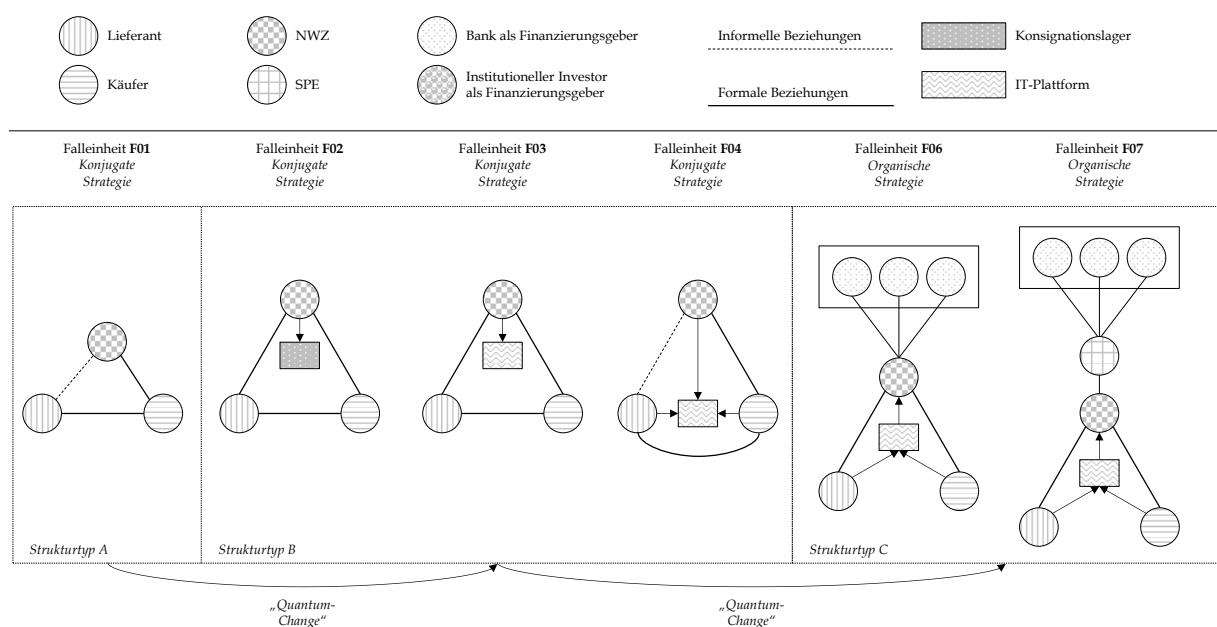 Lieferant
NWZ
Bank als Finanzierungsgeber
Informelle Beziehungen
Konsignationslager
Käufer
SPE
Institutioneller Investor
als Finanzierungsgeber
Formale Beziehungen
IT-Plattform
Falleinheit F01
Konjugate
Strategie
Falleinheit F02
Konjugate
Strategie
Falleinheit F03
Konjugate
Strategie
Falleinheit F04
Konjugate
Strategie
Falleinheit F06
Organische
Strategie
Falleinheit F07
Organische
Strategie
Strukturtyp A
Strukturtyp B
Strukturtyp C
„Quantum-
Change“
„Quantum-
Change“